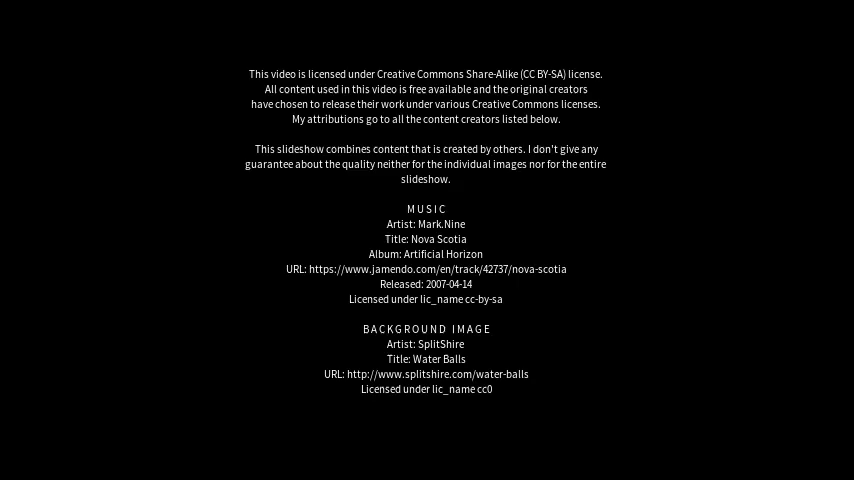 This video is licensed under Creative Commons Share-Alike (CC BY-SA) license.
All content used in this video is free available and the original creators
have chosen to release their work under various Creative Commons licenses.
My attributions go to all the content creators listed below.
This slideshow combines content that is created by others. I don't give any
guarantee about the quality neither for the individual images nor for the entire
slideshow.
MUSIC
Artist: Mark.Nine
Title: Nova Scotia
Album: Artificial Horizon
URL: https://www.jamendo.com/en/track/42737/nova-scotia
Released: 2007-04-14
Licensed under lic_name cc-by-sa
BACKGROUND IMAGE
Artist: SplitShire
Title: Water Balls
URL: http://www.splitshire.com/water-balls
Licensed under lic_name cc0